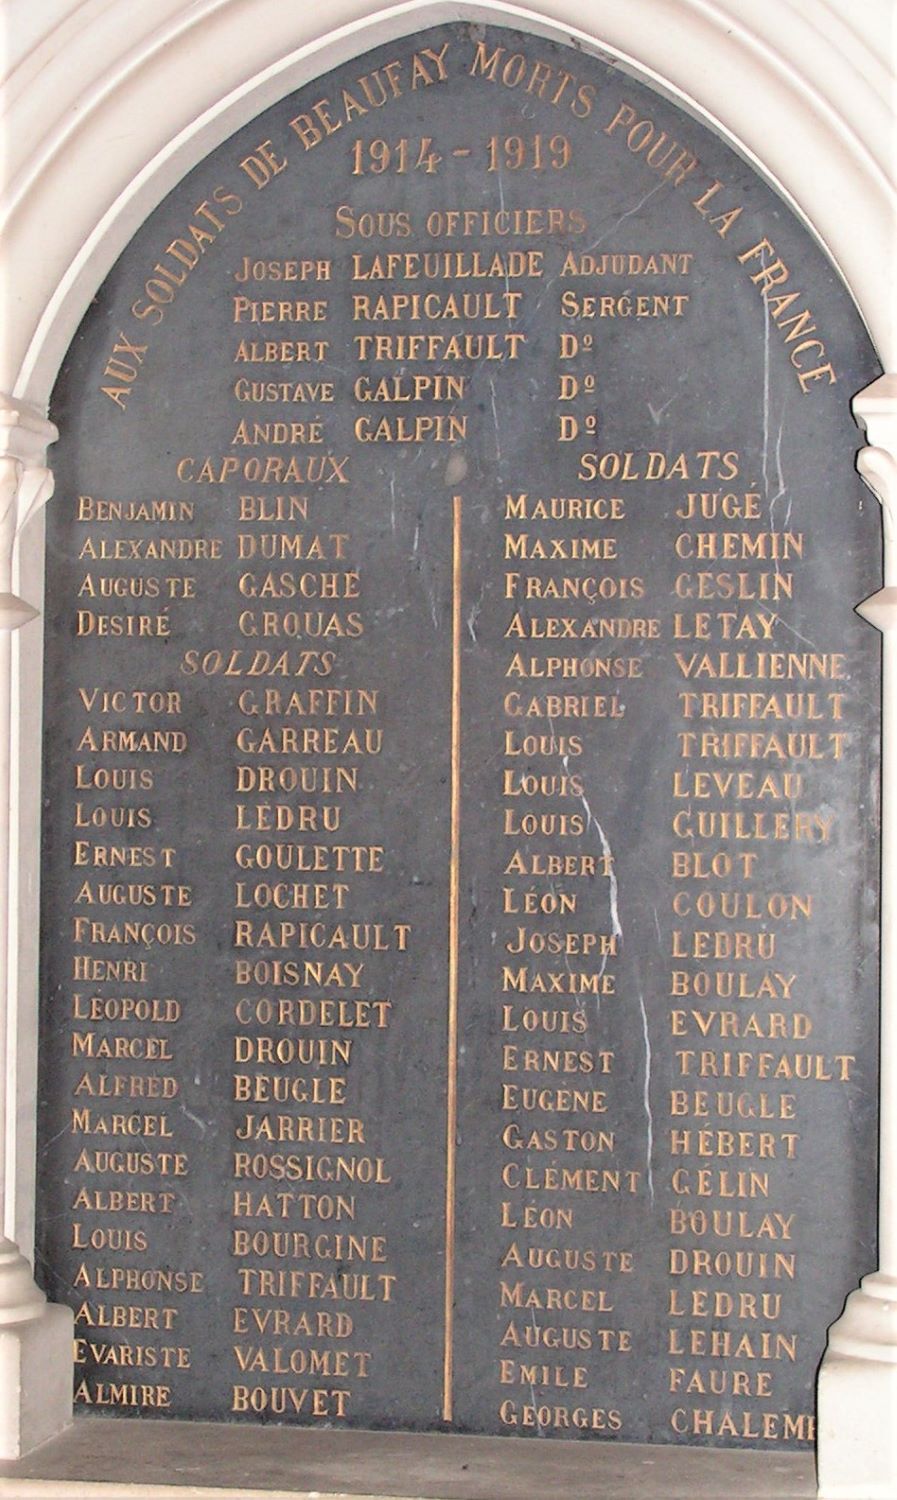 AUX SOLDATS DE BEAUFAY MORTS POUR LA FRANCE
1914 - 1919
SOUS OFFICIERS
JOSEPH LAFEUILLADE ADJUDANT
PIERRE RAPICAULT SERGENT
ALBERT TRIFFAULT Dº
GUSTAVE GALPIN Dº
ANDRÉ GALPIN Dº
CAPORAUX
BENJAMIN BLIN
ALEXANDRE DUMAT
AUGUSTE GASCHE
DESIRÉ GROUAS
SOLDATS
VICTOR GRAFFIN
ARMAND GARREAU
LOUIS DROUIN
LOUIS LÉDRU
ERNEST GOULETTE
AUGUSTE LOCHET
FRANÇOIS RAPICAULT
HENRI BOISNAY
LÉOPOLD CORDELET
MARCEL DROUIN
ALFRED BEUGLE
MARCEL JARRIER
AUGUSTE ROSSIGNOL
ALBERT HATTON
LOUIS BOURGINE
ALPHONSE TRIFFAULT
ALBERT EVRARD
EVARISTE VALOMET
ALMIRE BOUVET
SOLDATS
MAURICE JUGÉ
MAXIME CHEMIN
FRANÇOIS GESLIN
ALEXANDRE LETAY
ALPHONSE VALLIENNE
GABRIEL TRIFFAULT
LOUIS TRIFFAULT
LOUIS LEVEAU
LOUIS GUILLERY
ALBERT BLOT
LÉON COULON
JOSEPH LEDRU
MAXIME BOULAY
LOUIS EVRARD
ERNEST TRIFFAULT
EUGÈNE BEUGLE
GASTON HÉBERT
CLÉMENT GÉLIN
LÉON BOULAY
AUGUSTE DROUIN
MARCEL LEDRU
AUGUSTE LEHAIN
EMILE FAURE
GEORGES